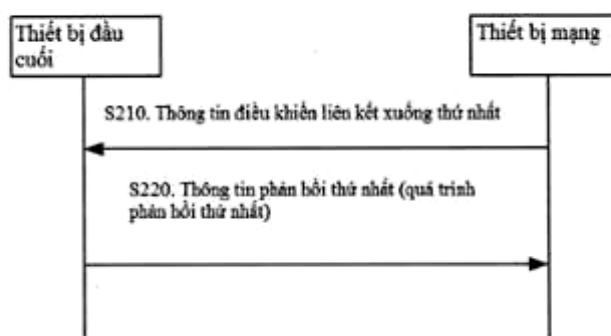 Thiết bị đầu
cuối
Thiết bị mạng
S210. Thông tin điều khiển liên kết xuống thứ nhất
S220. Thông tin phản hồi thứ nhất (quá trình
phản hồi thứ nhất)